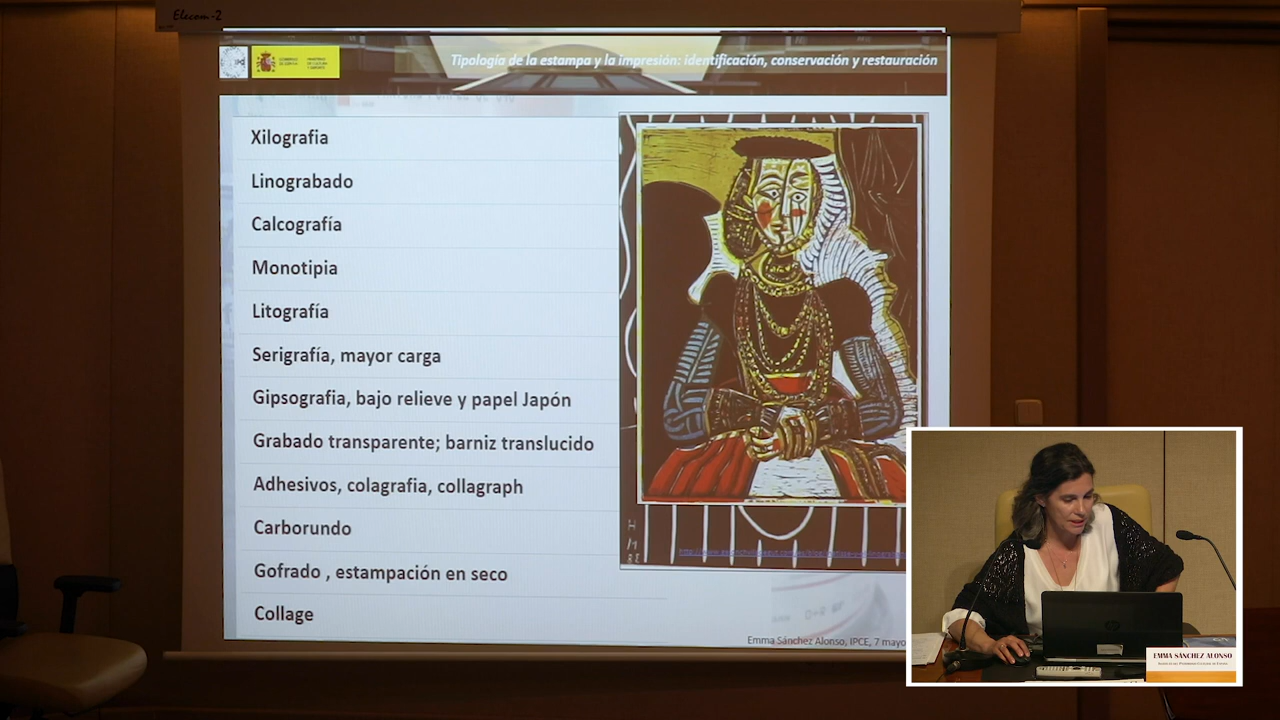 Elecom-2
Tipología de la estampa y la impresión: identificación, conservación y restauración
Xilografia
Linograbado
Calcografía
Monotipia
Litografía
Serigrafía, mayor carga
Gipsografia, bajo relieve y papel Japón
Grabado transparente; barniz translucido
Adhesivos, colagrafia, collagraph
Carborundo
Gofrado , estampación en seco
Collage
Emma Sánchez Alonso, IPCE, 7 mayo
EMMA SÁNCHEZ ALONSO